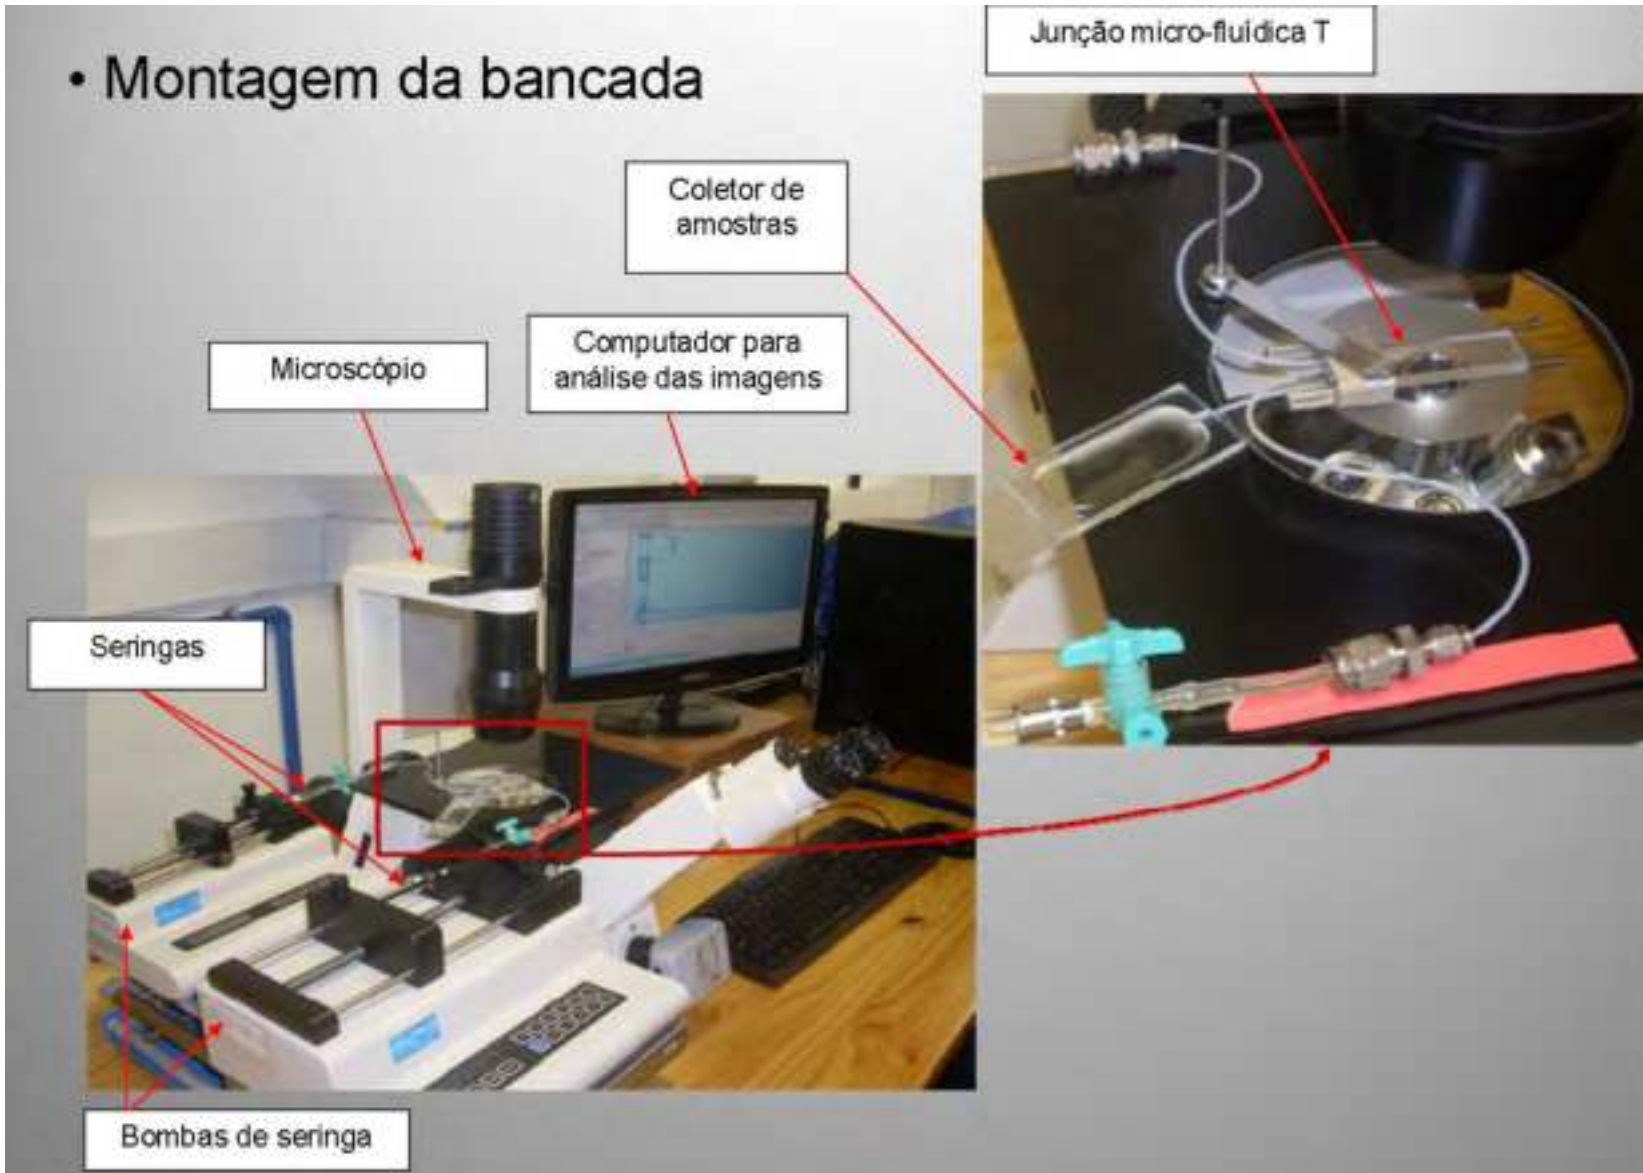 • Montagem da bancada
Junção micro-fluídica T
Coletor de
amostras
Computador para
análise das imagens
Microscópio
Seringas
Bombas de seringa